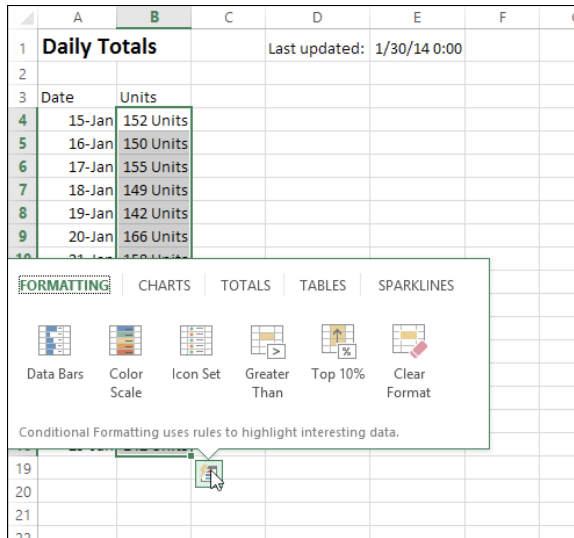 A B C D E F
1 Daily Totals Last updated: 1/30/14 0:00
2
3 Date Units
4 15-Jan 152 Units
5 16-Jan 150 Units
6 17-Jan 155 Units
7 18-Jan 149 Units
8 19-Jan 142 Units
9 20-Jan 166 Units
FORMATTING CHARTS TOTALS TABLES SPARKLINES
Data Bars Color Scale Icon Set Greater Than Top 10% Clear Format
Conditional Formatting uses rules to highlight interesting data.
19
20
21